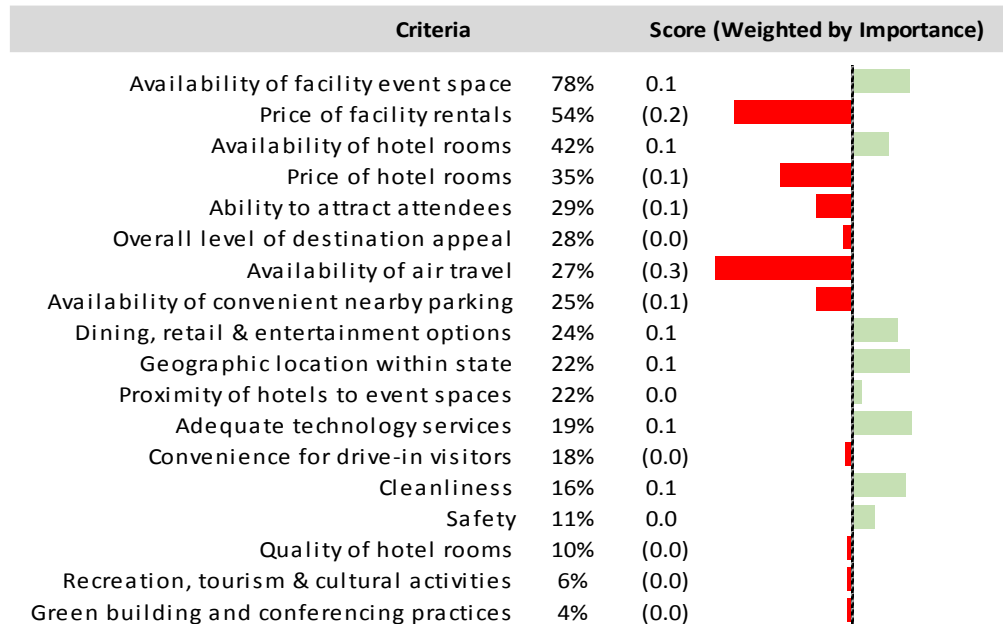 Criteria Score (Weighted by Importance)
Availability of facility event space 78% 0.1
Price of facility rentals 54% (0.2)
Availability of hotel rooms 42% 0.1
Price of hotel rooms 35% (0.1)
Ability to attract attendees 29% (0.1)
Overall level of destination appeal 28% (0.0)
Availability of air travel 27% (0.3)
Availability of convenient nearby parking 25% (0.1)
Dining, retail & entertainment options 24% 0.1
Geographic location within state 22% 0.1
Proximity of hotels to event spaces 22% 0.0
Adequate technology services 19% 0.1
Convenience for drive-in visitors 18% (0.0)
Cleanliness 16% 0.1
Safety 11% 0.0
Quality of hotel rooms 10% (0.0)
Recreation, tourism & cultural activities 6% (0.0)
Green building and conferencing practices 4% (0.0)